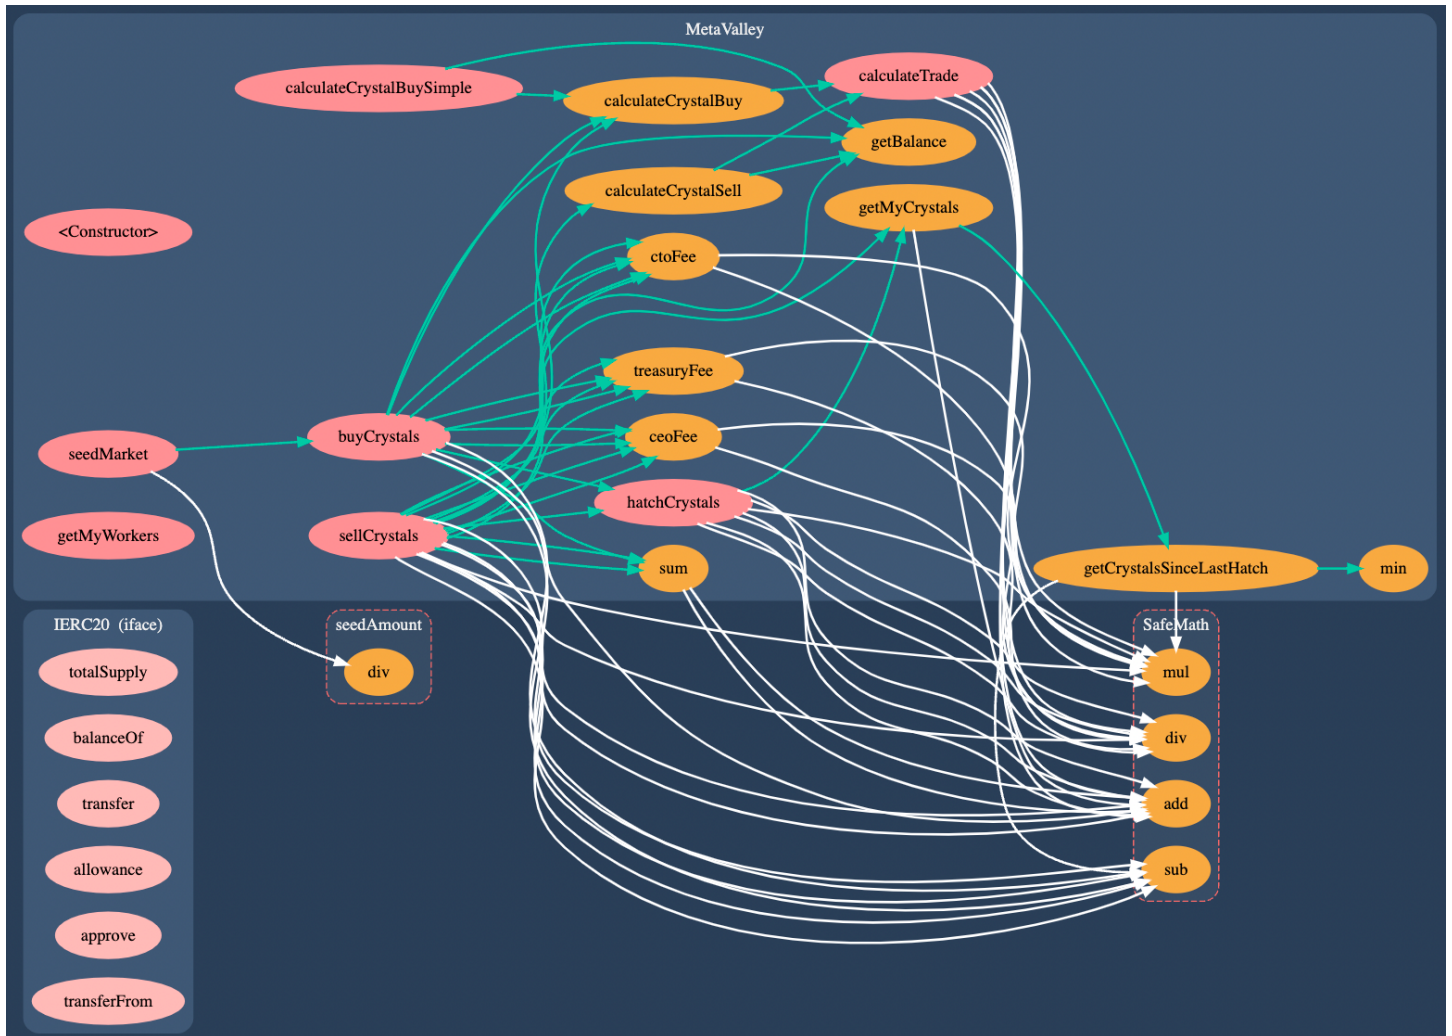 MetaValley
calculateCrystalBuySimple
calculateCrystalBuy
calculateTrade
getBalance
calculateCrystalSell
getMyCrystals
<Constructor>
ctoFee
treasuryFee
seedMarket
buyCrystals
ceoFee
hatchCrystals
getMyWorkers
sellCrystals
sum
getCrystalsSinceLastHatch
min
IERC20 (iface)
totalSupply
balanceOf
transfer
allowance
approve
transferFrom
seedAmount
div
SafeMath
mul
div
add
sub